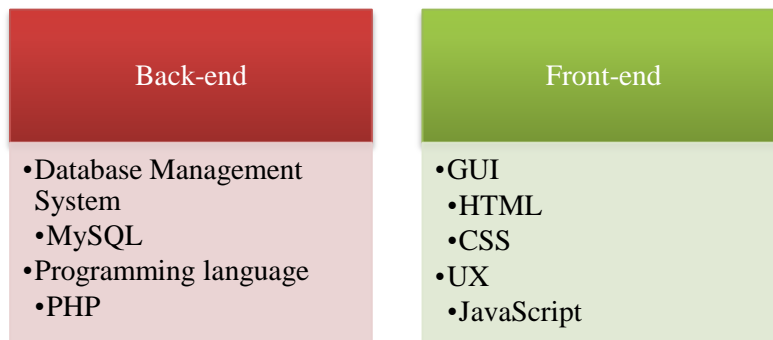 Back-end
•Database Management
System
•MySQL
•Programming language
•PHP
Front-end
•GUI
•HTML
•CSS
•UX
•JavaScript